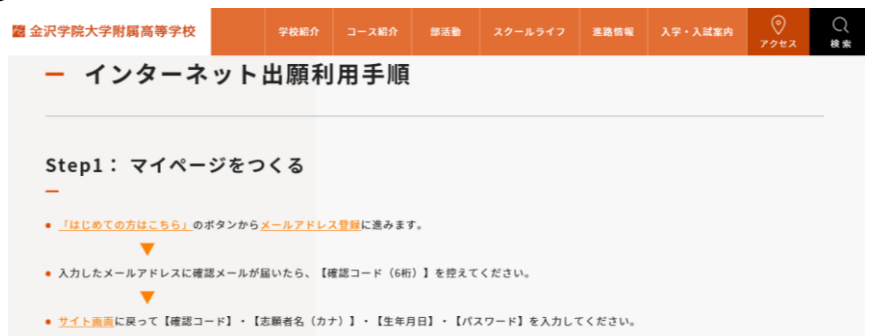 金沢学院大学附属高等学校
学校紹介 コース紹介 部活動 スクールライフ 進路情報 入学・入試案内 アクセス 検索
インターネット出願利用手順
Step1： マイページをつくる
「はじめての方はこちら」のボタンからメールアドレス登録に進みます。
入力したメールアドレスに確認メールが届いたら、【確認コード（6桁）】を控えてください。
サイト画面に戻って【確認コード】・【志願者名（カナ）】・【生年月日】・【パスワード】を入力してください。